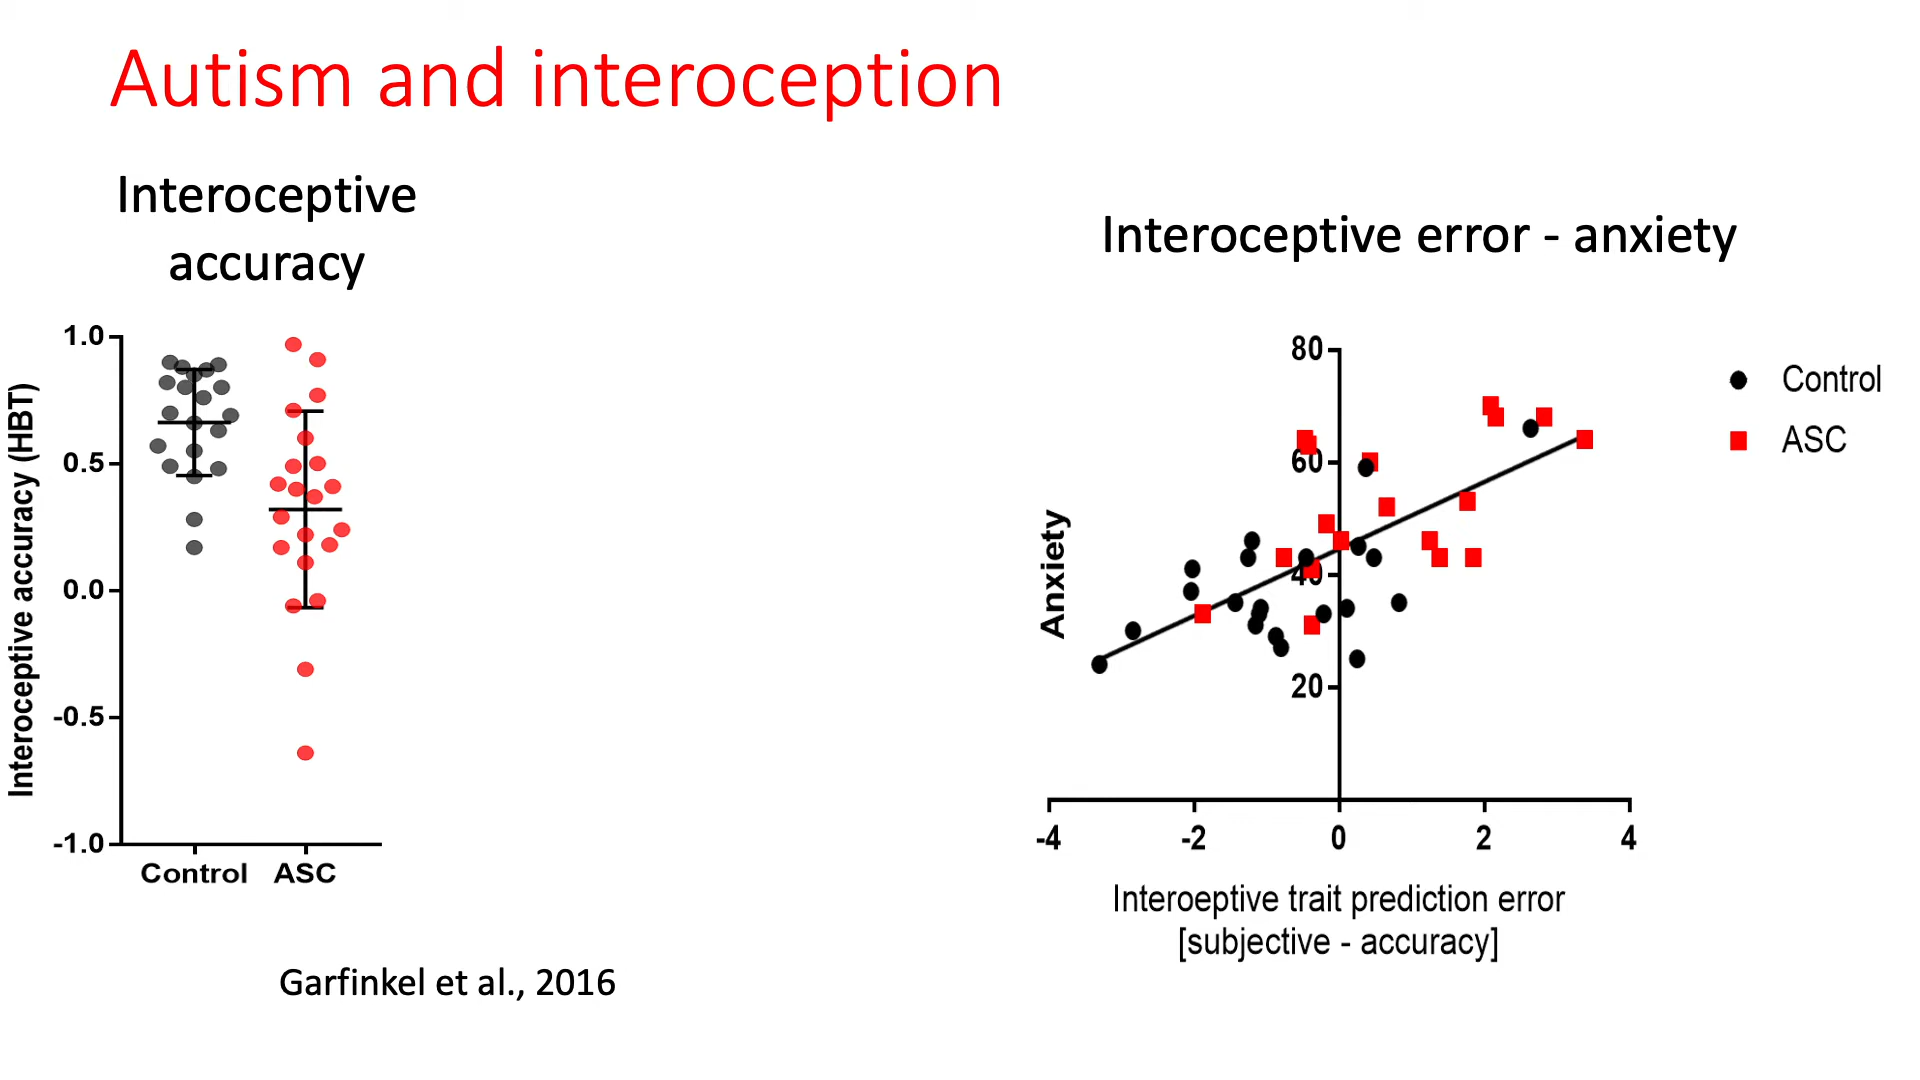 Autism and interoception
Interoceptive
accuracy
Interoceptive accuracy (HBT)
1.0
0.5
0.0
-0.5
-1.0
Control ASC
Garfinkel et al., 2016
Interoceptive error - anxiety
Anxiety
80
60
40
20
-4 -2 0 2 4
Interoeptive trait prediction error
[subjective - accuracy]
Control
ASC